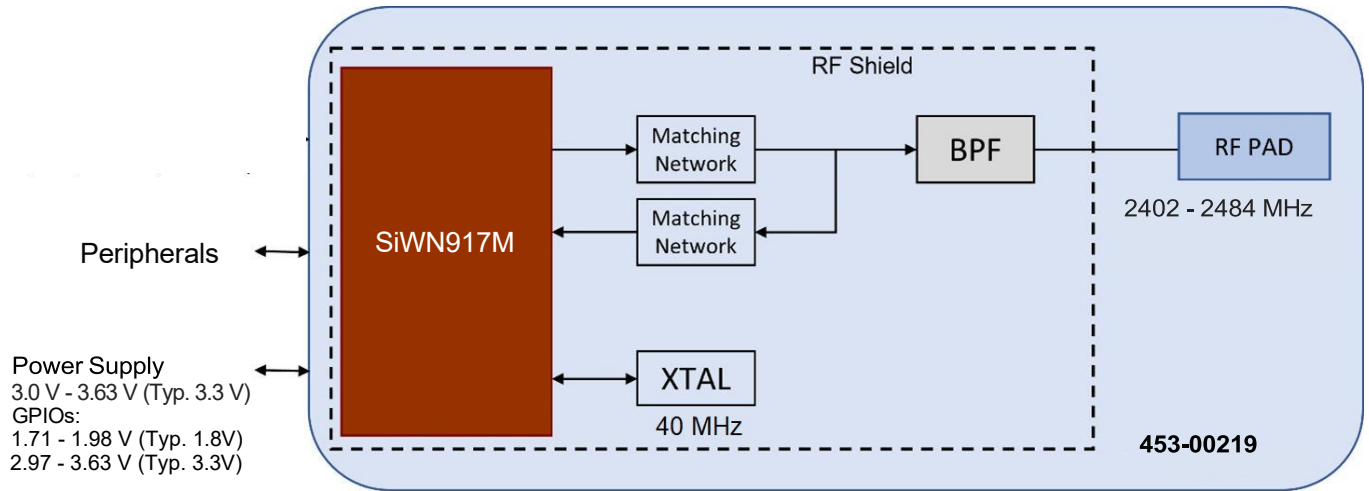 RF Shield
Matching
Network
BPF
RF PAD
2402 - 2484 MHz
Matching
Network
SiWN917M
Peripherals
XTAL
40 MHz
Power Supply
3.0 V - 3.63 V (Typ. 3.3 V)
GPIOs:
1.71 - 1.98 V (Typ. 1.8V)
2.97 - 3.63 V (Typ. 3.3V)
453-00219